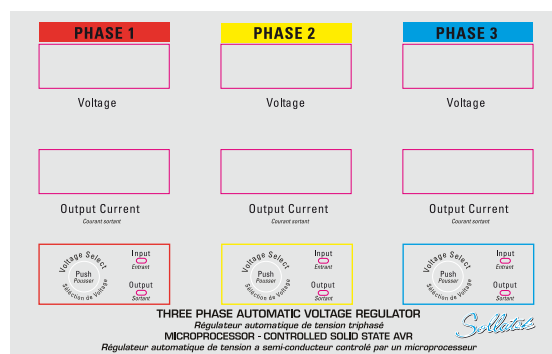 PHASE 1 PHASE 2 PHASE 3
Voltage Voltage Voltage
Output Current Output Current Output Current
Courant sortant Courant sortant Courant sortant
Voltage Select Input Voltage Select Input Voltage Select Input
Entrant Entrant Entrant
Push Push Push
Pousser Pousser Pousser
Output Output Output
Sélection de Voltage Sortant Sélection de Voltage Sortant Sélection de Voltage Sortant
THREE PHASE AUTOMATIC VOLTAGE REGULATOR
Régulateur automatique de tension triphasé
MICROPROCESSOR - CONTROLLED SOLID STATE AVR
Régulateur automatique de tension a semi-conducteur controlé par un microprocesseur
Sollatek